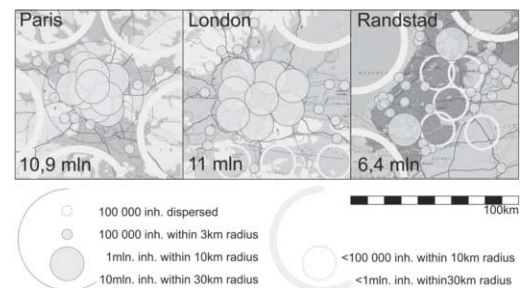 Paris
London
Randstad
10,9 mln
11 mln
6,4 mln
100km
100 000 inh. dispersed
100 000 inh. within 3km radius
1mln. inh within 10km radius
10mln. inh within 30km radius
<100 000 inh. within 10km radius
<1mln. inh within30km radius